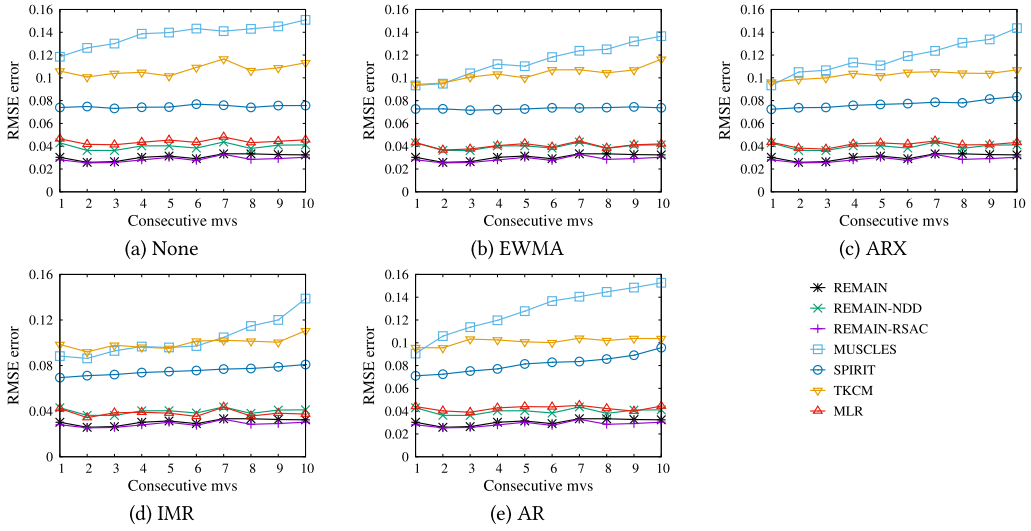 RMSE error
0.16
0.14
0.12
0.1
0.08
0.06
0.04
0.02
0
1 2 3 4 5 6 7 8 9 10
Consecutive mvs
(a) None
RMSE error
0.16
0.14
0.12
0.1
0.08
0.06
0.04
0.02
0
1 2 3 4 5 6 7 8 9 10
Consecutive mvs
(b) EWMA
RMSE error
0.16
0.14
0.12
0.1
0.08
0.06
0.04
0.02
0
1 2 3 4 5 6 7 8 9 10
Consecutive mvs
(c) ARX
RMSE error
0.16
0.12
0.08
0.04
0
1 2 3 4 5 6 7 8 9 10
Consecutive mvs
(d) IMR
RMSE error
0.16
0.14
0.12
0.1
0.08
0.06
0.04
0.02
0
1 2 3 4 5 6 7 8 9 10
Consecutive mvs
(e) AR
REMAIN
REMAIN-NDD
REMAIN-RSAC
MUSCLES
SPIRIT
TKCM
MLR